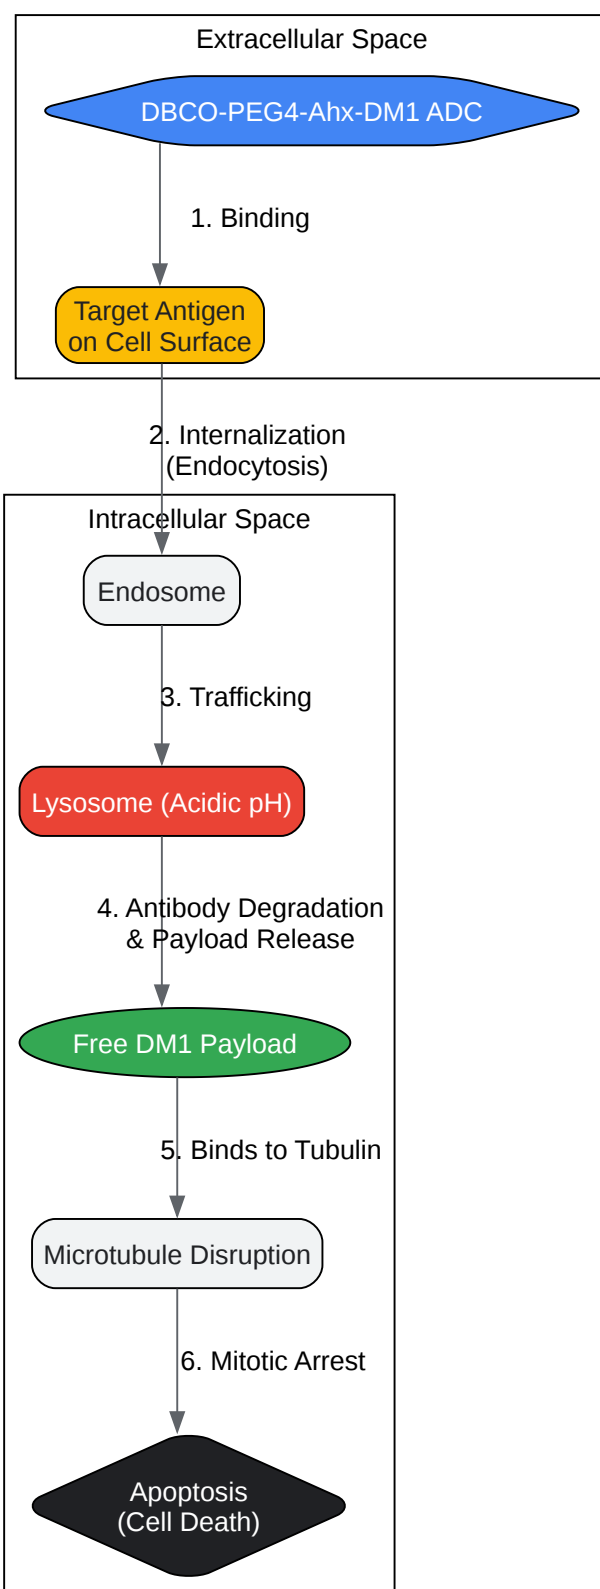 Extracellular Space
DBCO-PEG4-Ahx-DM1 ADC
1. Binding
Target Antigen
on Cell Surface
2. Internalization
(Endocytosis)
Intracellular Space
Endosome
3. Trafficking
Lysosome (Acidic pH)
4. Antibody Degradation
& Payload Release
Free DM1 Payload
5. Binds to Tubulin
Microtubule Disruption
6. Mitotic Arrest
Apoptosis
(Cell Death)